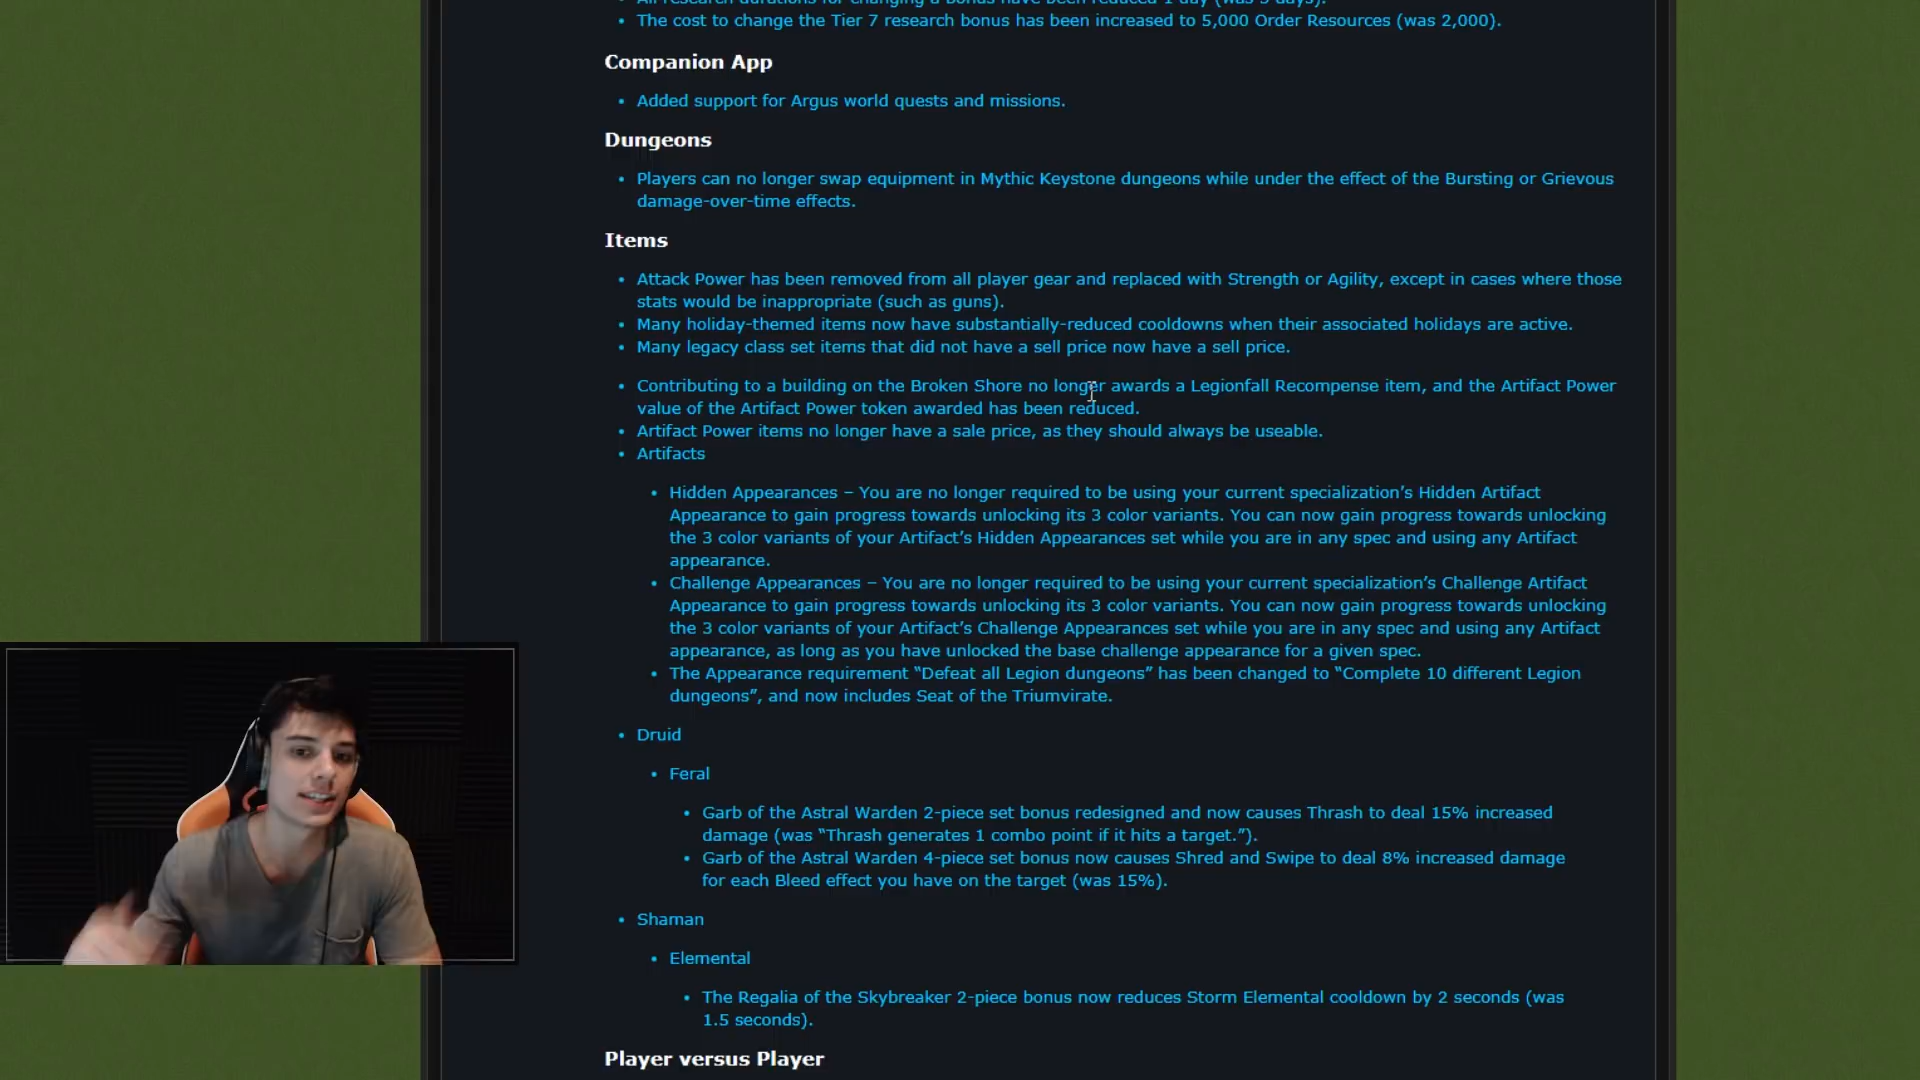 All research durations for changing a bonus have been reduced 1 day (was 3 days).
The cost to change the Tier 7 research bonus has been increased to 5,000 Order Resources (was 2,000).
Companion App
Added support for Argus world quests and missions.
Dungeons
Players can no longer swap equipment in Mythic Keystone dungeons while under the effect of the Bursting or Grievous
damage-over-time effects.
Items
Attack Power has been removed from all player gear and replaced with Strength or Agility, except in cases where those
stats would be inappropriate (such as guns).
Many holiday-themed items now have substantially-reduced cooldowns when their associated holidays are active.
Many legacy class set items that did not have a sell price now have a sell price.
Contributing to a building on the Broken Shore no longer awards a Legionfall Recompense item, and the Artifact Power
value of the Artifact Power token awarded has been reduced.
Artifact Power items no longer have a sale price, as they should always be useable.
Artifacts
Hidden Appearances – You are no longer required to be using your current specialization’s Hidden Artifact
Appearance to gain progress towards unlocking its 3 color variants. You can now gain progress towards unlocking
the 3 color variants of your Artifact’s Hidden Appearances set while you are in any spec and using any Artifact
appearance.
Challenge Appearances – You are no longer required to be using your current specialization’s Challenge Artifact
Appearance to gain progress towards unlocking its 3 color variants. You can now gain progress towards unlocking
the 3 color variants of your Artifact’s Challenge Appearances set while you are in any spec and using any Artifact
appearance, as long as you have unlocked the base challenge appearance for a given spec.
The Appearance requirement “Defeat all Legion dungeons” has been changed to “Complete 10 different Legion
dungeons”, and now includes Seat of the Triumvirate.
Druid
Feral
Garb of the Astral Warden 2-piece set bonus redesigned and now causes Thrash to deal 15% increased
damage (was “Thrash generates 1 combo point if it hits a target.”).
Garb of the Astral Warden 4-piece set bonus now causes Shred and Swipe to deal 8% increased damage
for each Bleed effect you have on the target (was 15%).
Shaman
Elemental
The Regalia of the Skybreaker 2-piece bonus now reduces Storm Elemental cooldown by 2 seconds (was
1.5 seconds).
Player versus Player